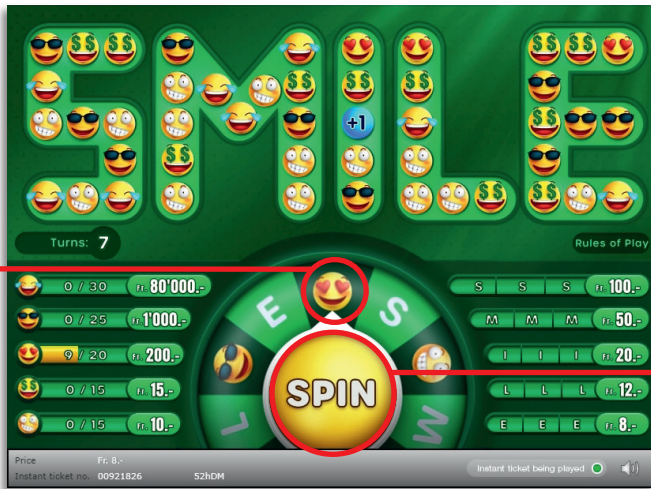 SMILE
+1
Turns: 7
Rules of Play
0 / 30 Fr. 80'000.-
0 / 25 Fr. 1'000.-
9 / 20 Fr. 200.-
0 / 15 Fr. 15.-
0 / 15 Fr. 10.-
L E S M
SPIN
S S S Fr. 100.-
M M M Fr. 50.-
I I I Fr. 20.-
L L L Fr. 12.-
E E E Fr. 8.-
Price Fr. 8.-
Instant ticket no. 00921826 52hDM
Instant ticket being played